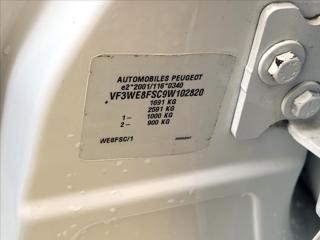 AUTOMOBILES PEUGEOT
e2*2001/116*0340
VF3WE8FSC9W102820
1691 KG
2591 KG
1— 1000 KG
2— 900 KG
WE8FSC/1